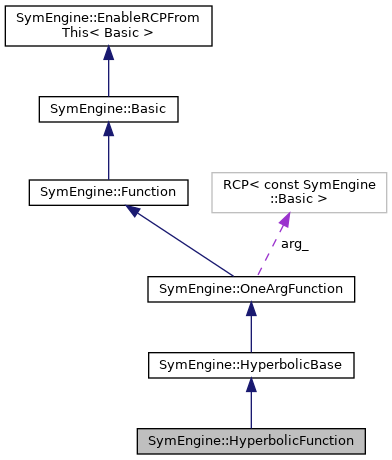 SymEngine::EnableRCPFrom
This< Basic >
SymEngine::Basic
SymEngine::Function
RCP< const SymEngine
::Basic >
arg_
SymEngine::OneArgFunction
SymEngine::HyperbolicBase
SymEngine::HyperbolicFunction